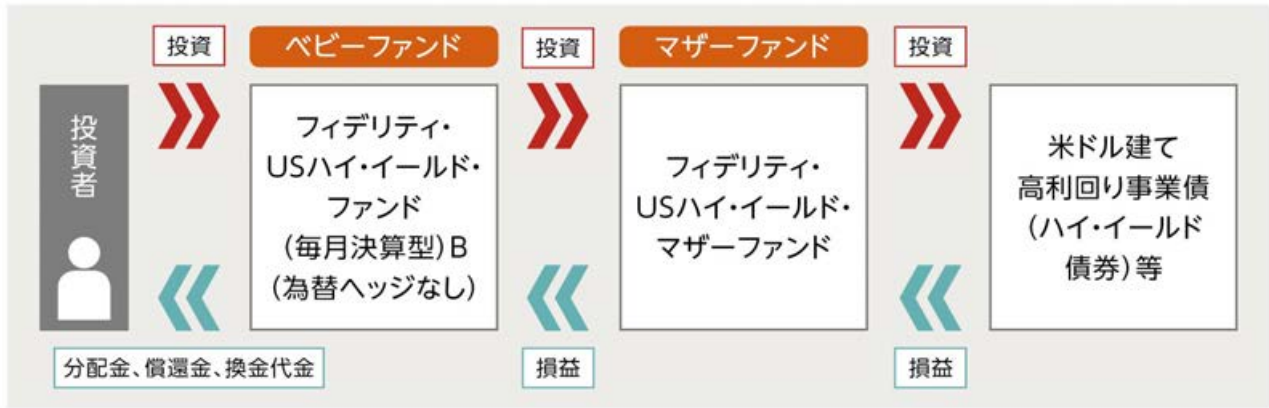 投資
ベビーファンド
投資
マザーファンド
投資
投資者
フィデリティ・
USハイ・イールド・
ファンド
(毎月決算型)B
(為替ヘッジなし)
フィデリティ・
USハイ・イールド・
マザーファンド
米ドル建て
高利回り事業債
(ハイ・イールド
債券)等
分配金、償還金、換金代金
損益
損益